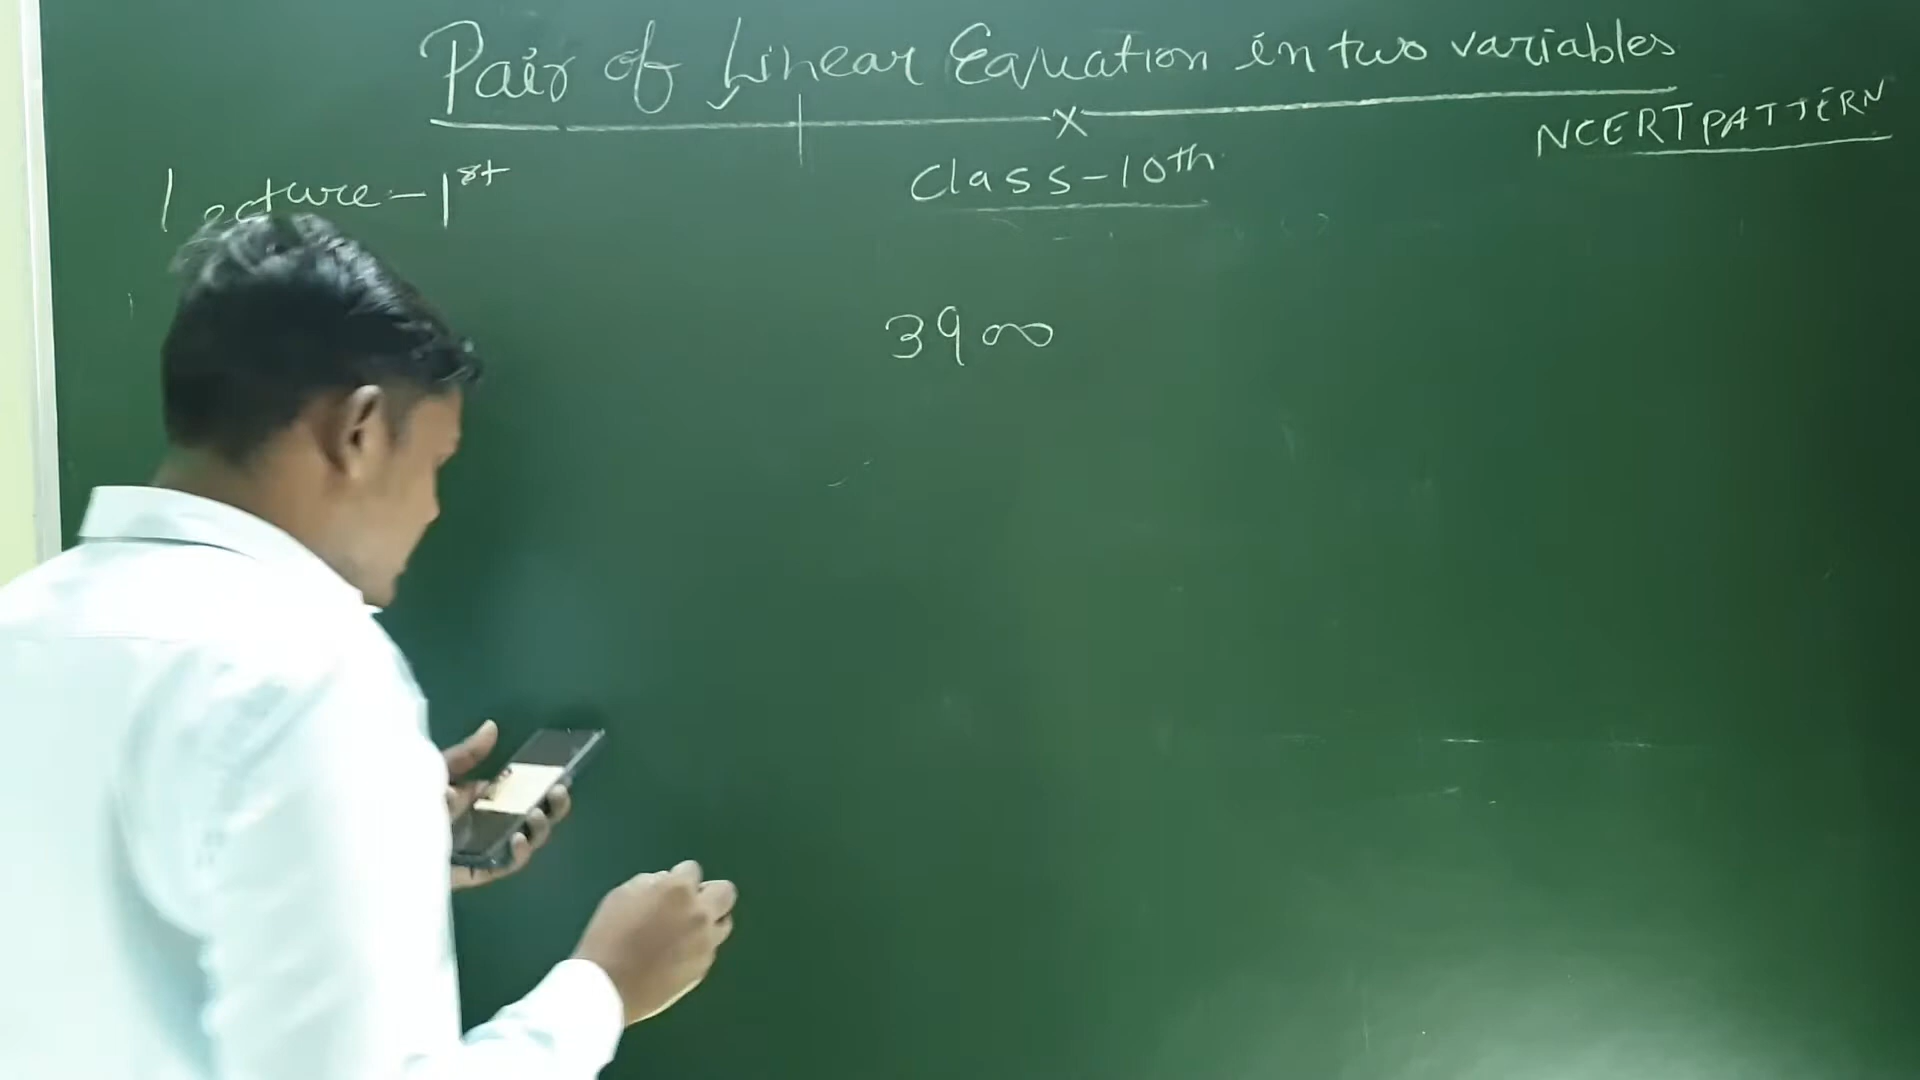 Pair of Linear Equation in two variables
NCERT PATTERN
Lecture-1st
Class-10th
3900